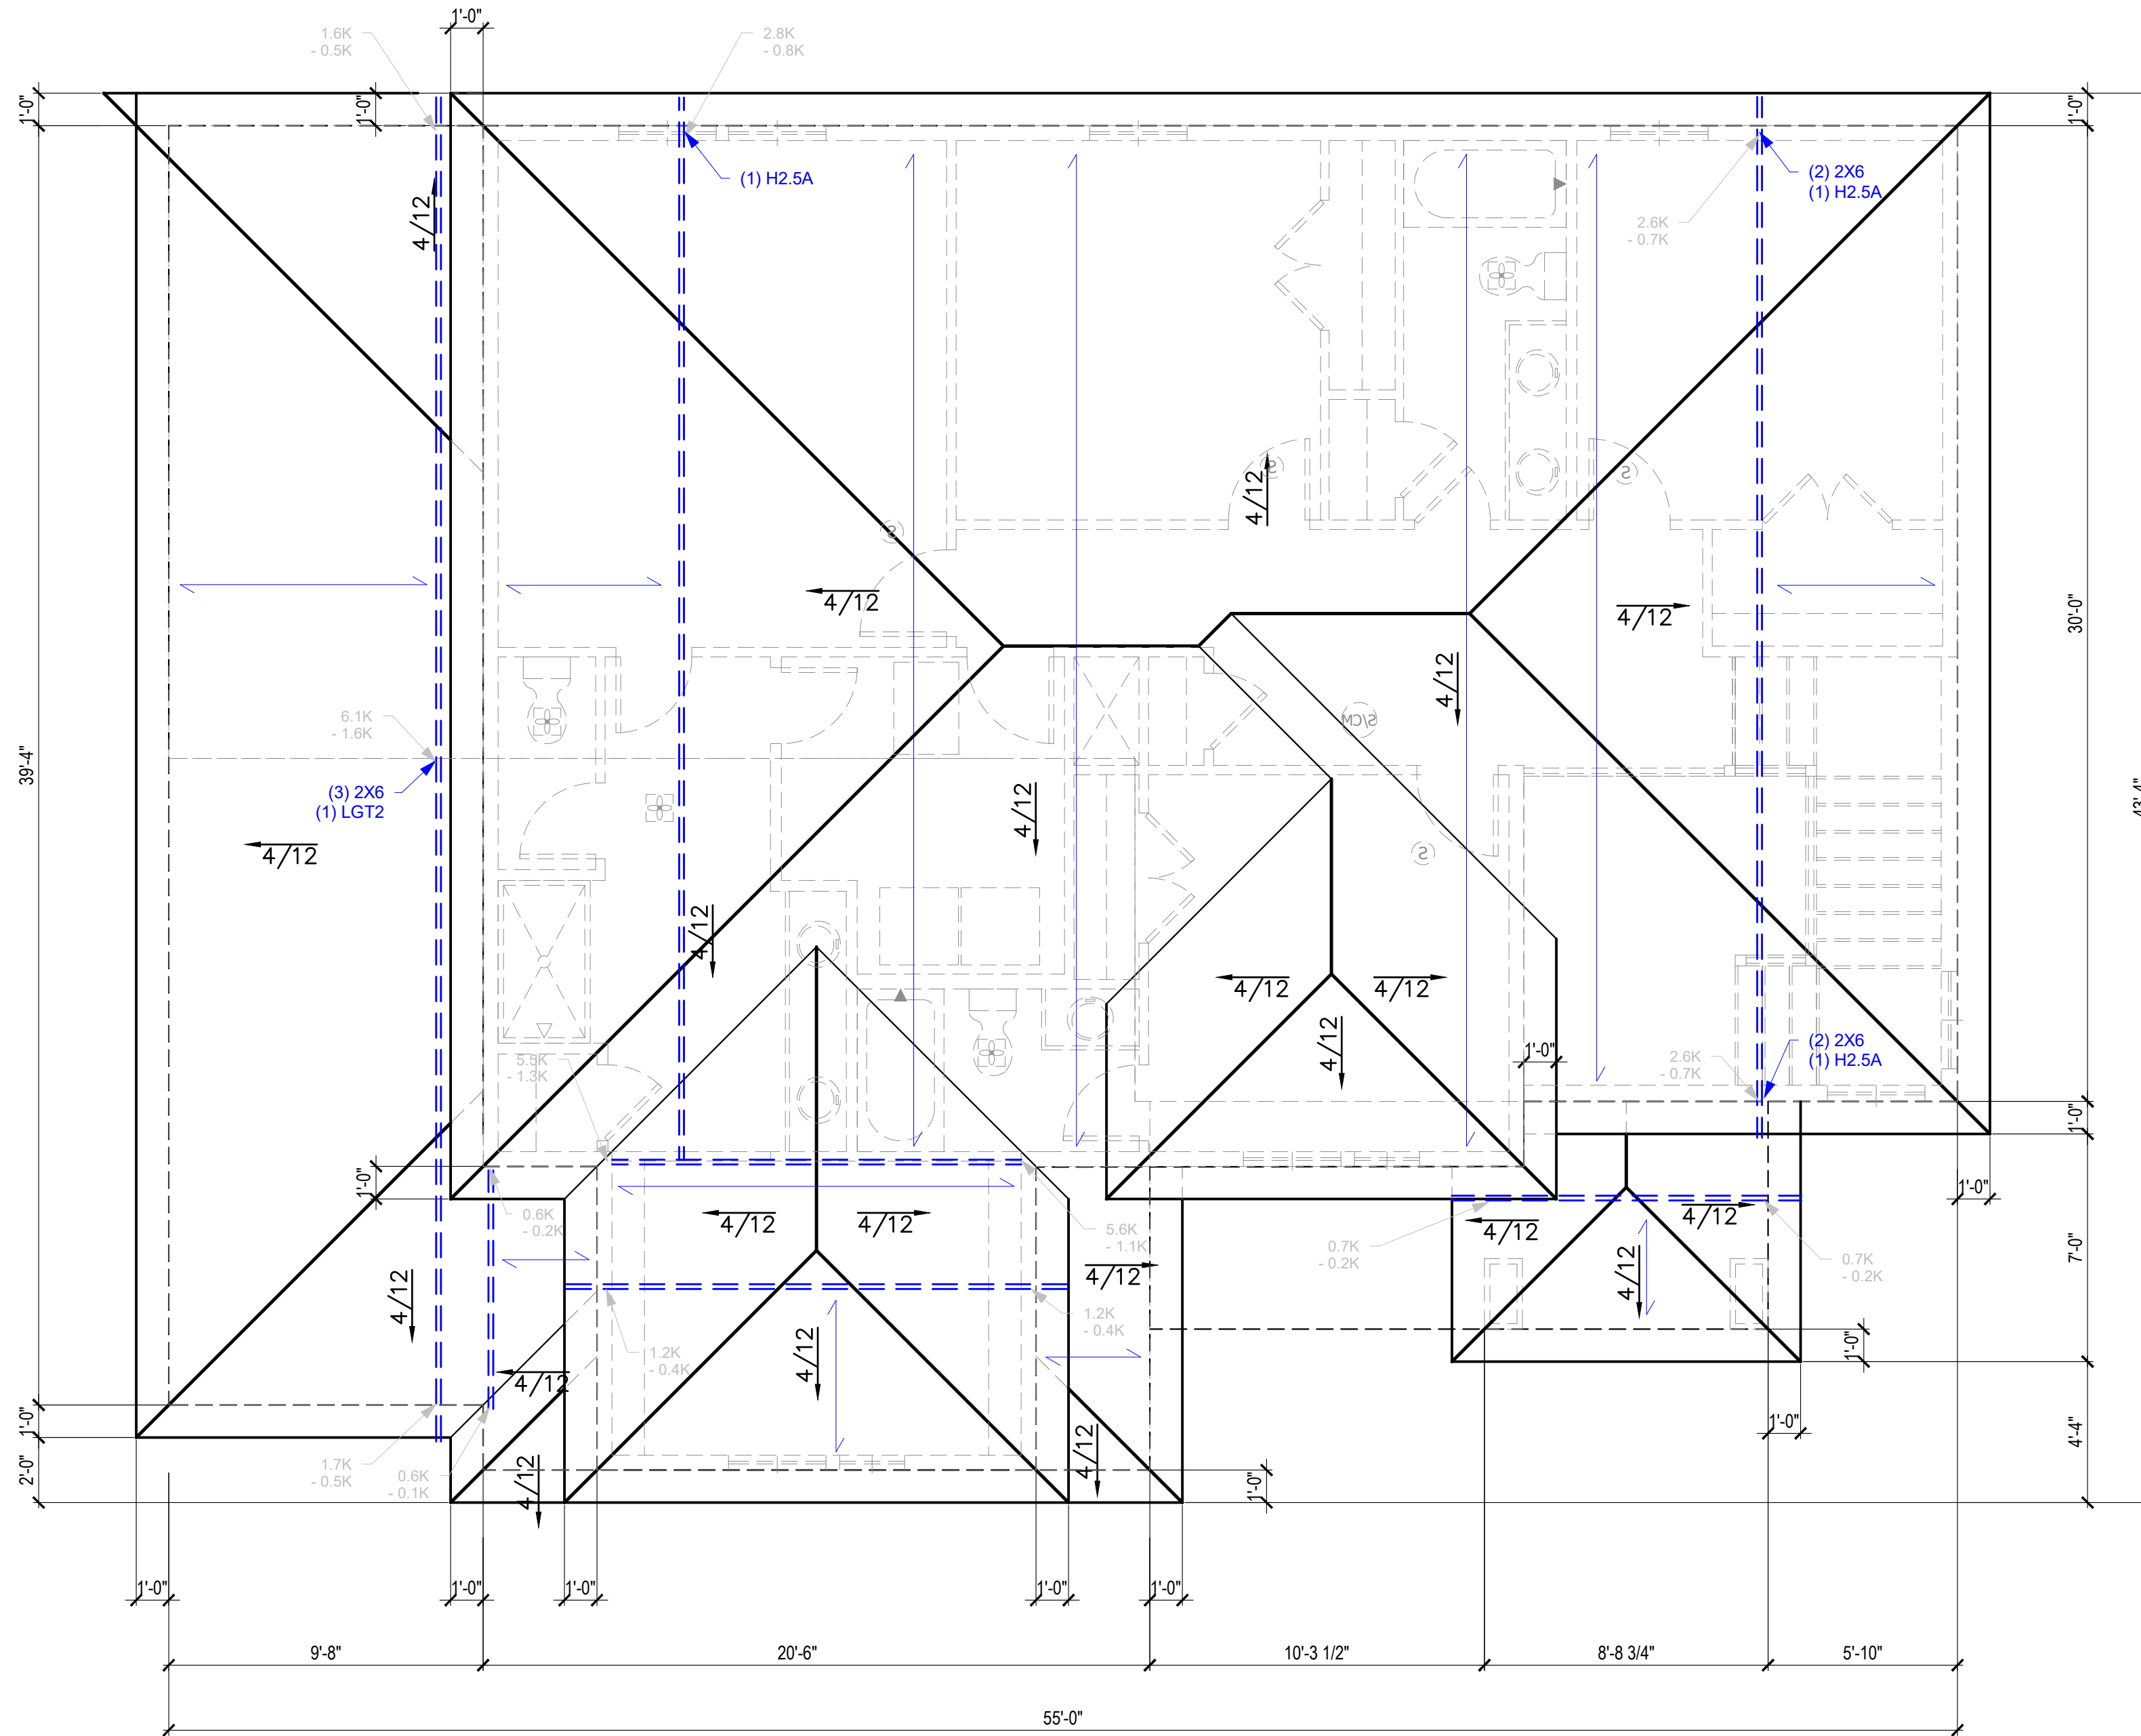 1'-0"
1.6K
- 0.5K
2.8K
- 0.8K
1'-0"
1'-0"
1'-0"
(1) H2.5A
(2) 2X6
(1) H2.5A
4/12
2.6K
- 0.7K
S
S
4/12
S
4/12
4/12
30'-0"
4/12
6.1K
- 1.6K
S/CM
39'-4"
(3) 2X6
(1) LGT2
4/12
43'-4"
4/12
S
4/12
4/12
4/12
4/12
5.5K
- 1.3K
1'-0"
2.6K
- 0.7K
(2) 2X6
(1) H2.5A
1'-0"
1'-0"
0.6K
- 0.2K
4/12
4/12
5.6K
- 1.1K
4/12
4/12
4/12
1'-0"
0.7K
- 0.2K
0.7K
- 0.2K
7'-0"
4/12
4/12
1.2K
- 0.4K
1.2K
- 0.4K
4/12
1'-0"
4/12
1'-0"
1'-0"
4'-4"
2'-0"
1.7K
- 0.5K
0.6K
- 0.1K
4/12
4/12
1'-0"
1'-0"
1'-0"
1'-0"
1'-0"
1'-0"
9'-8"
20'-6"
10'-3 1/2"
8'-8 3/4"
5'-10"
55'-0"